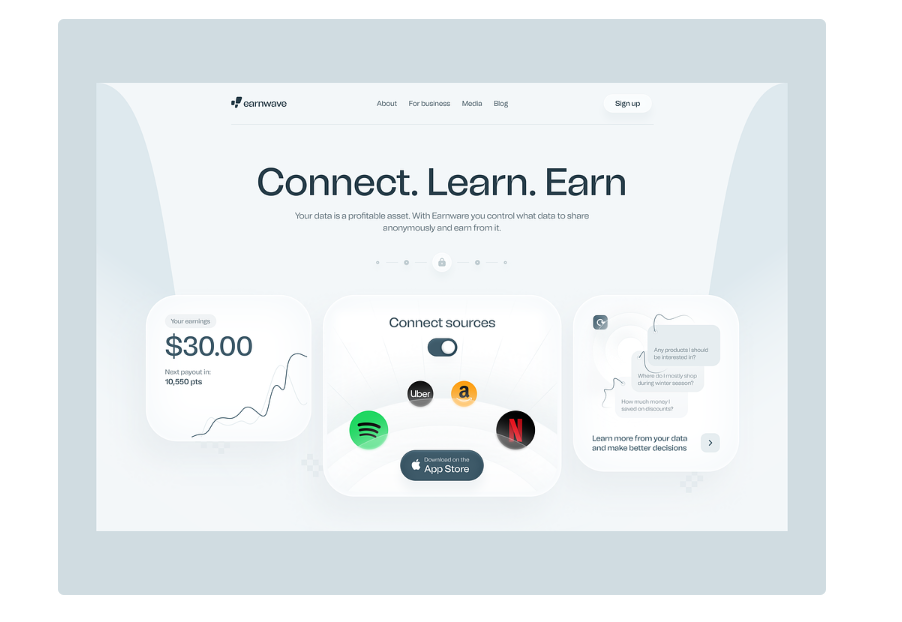 earnwave
About For business Media Blog
Sign up
Connect. Learn. Earn
Your data is a profitable asset. With Earnware you control what data to share
anonymously and earn from it.
Your earnings
$30.00
Next payout in:
10,550 pts
Connect sources
Uber
a
N
Download on the
App Store
Any products I should
be interested in?
Where do I mostly shop
during winter season?
How much money I
saved on discounts?
Learn more from your data
and make better decisions